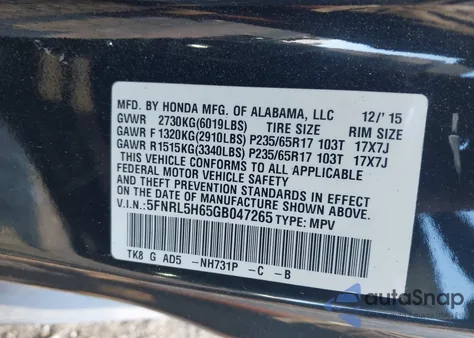 MFD. BY HONDA MFG. OF ALABAMA, LLC 12/'15
GVWR 2730KG(6019LBS) TIRE SIZE RIM SIZE
GAWR F 1320KG(2910LBS) P235/65R17 103T 17X7J
GAWR R1515KG(3340LBS) P235/65R17 103T 17X7J
THIS VEHICLE CONFORMS TO ALL APPLICABLE
FEDERAL MOTOR VEHICLE SAFETY AND THEFT
PREVENTION STANDARDS IN EFFECT ON
THE DATE OF MANUFACTURE SHOWN ABOVE.
V.I.N.: 5FNRL5H65GB047265 TYPE: MPV
TK8 G AD5 -NH731P -C -B
autoSnap